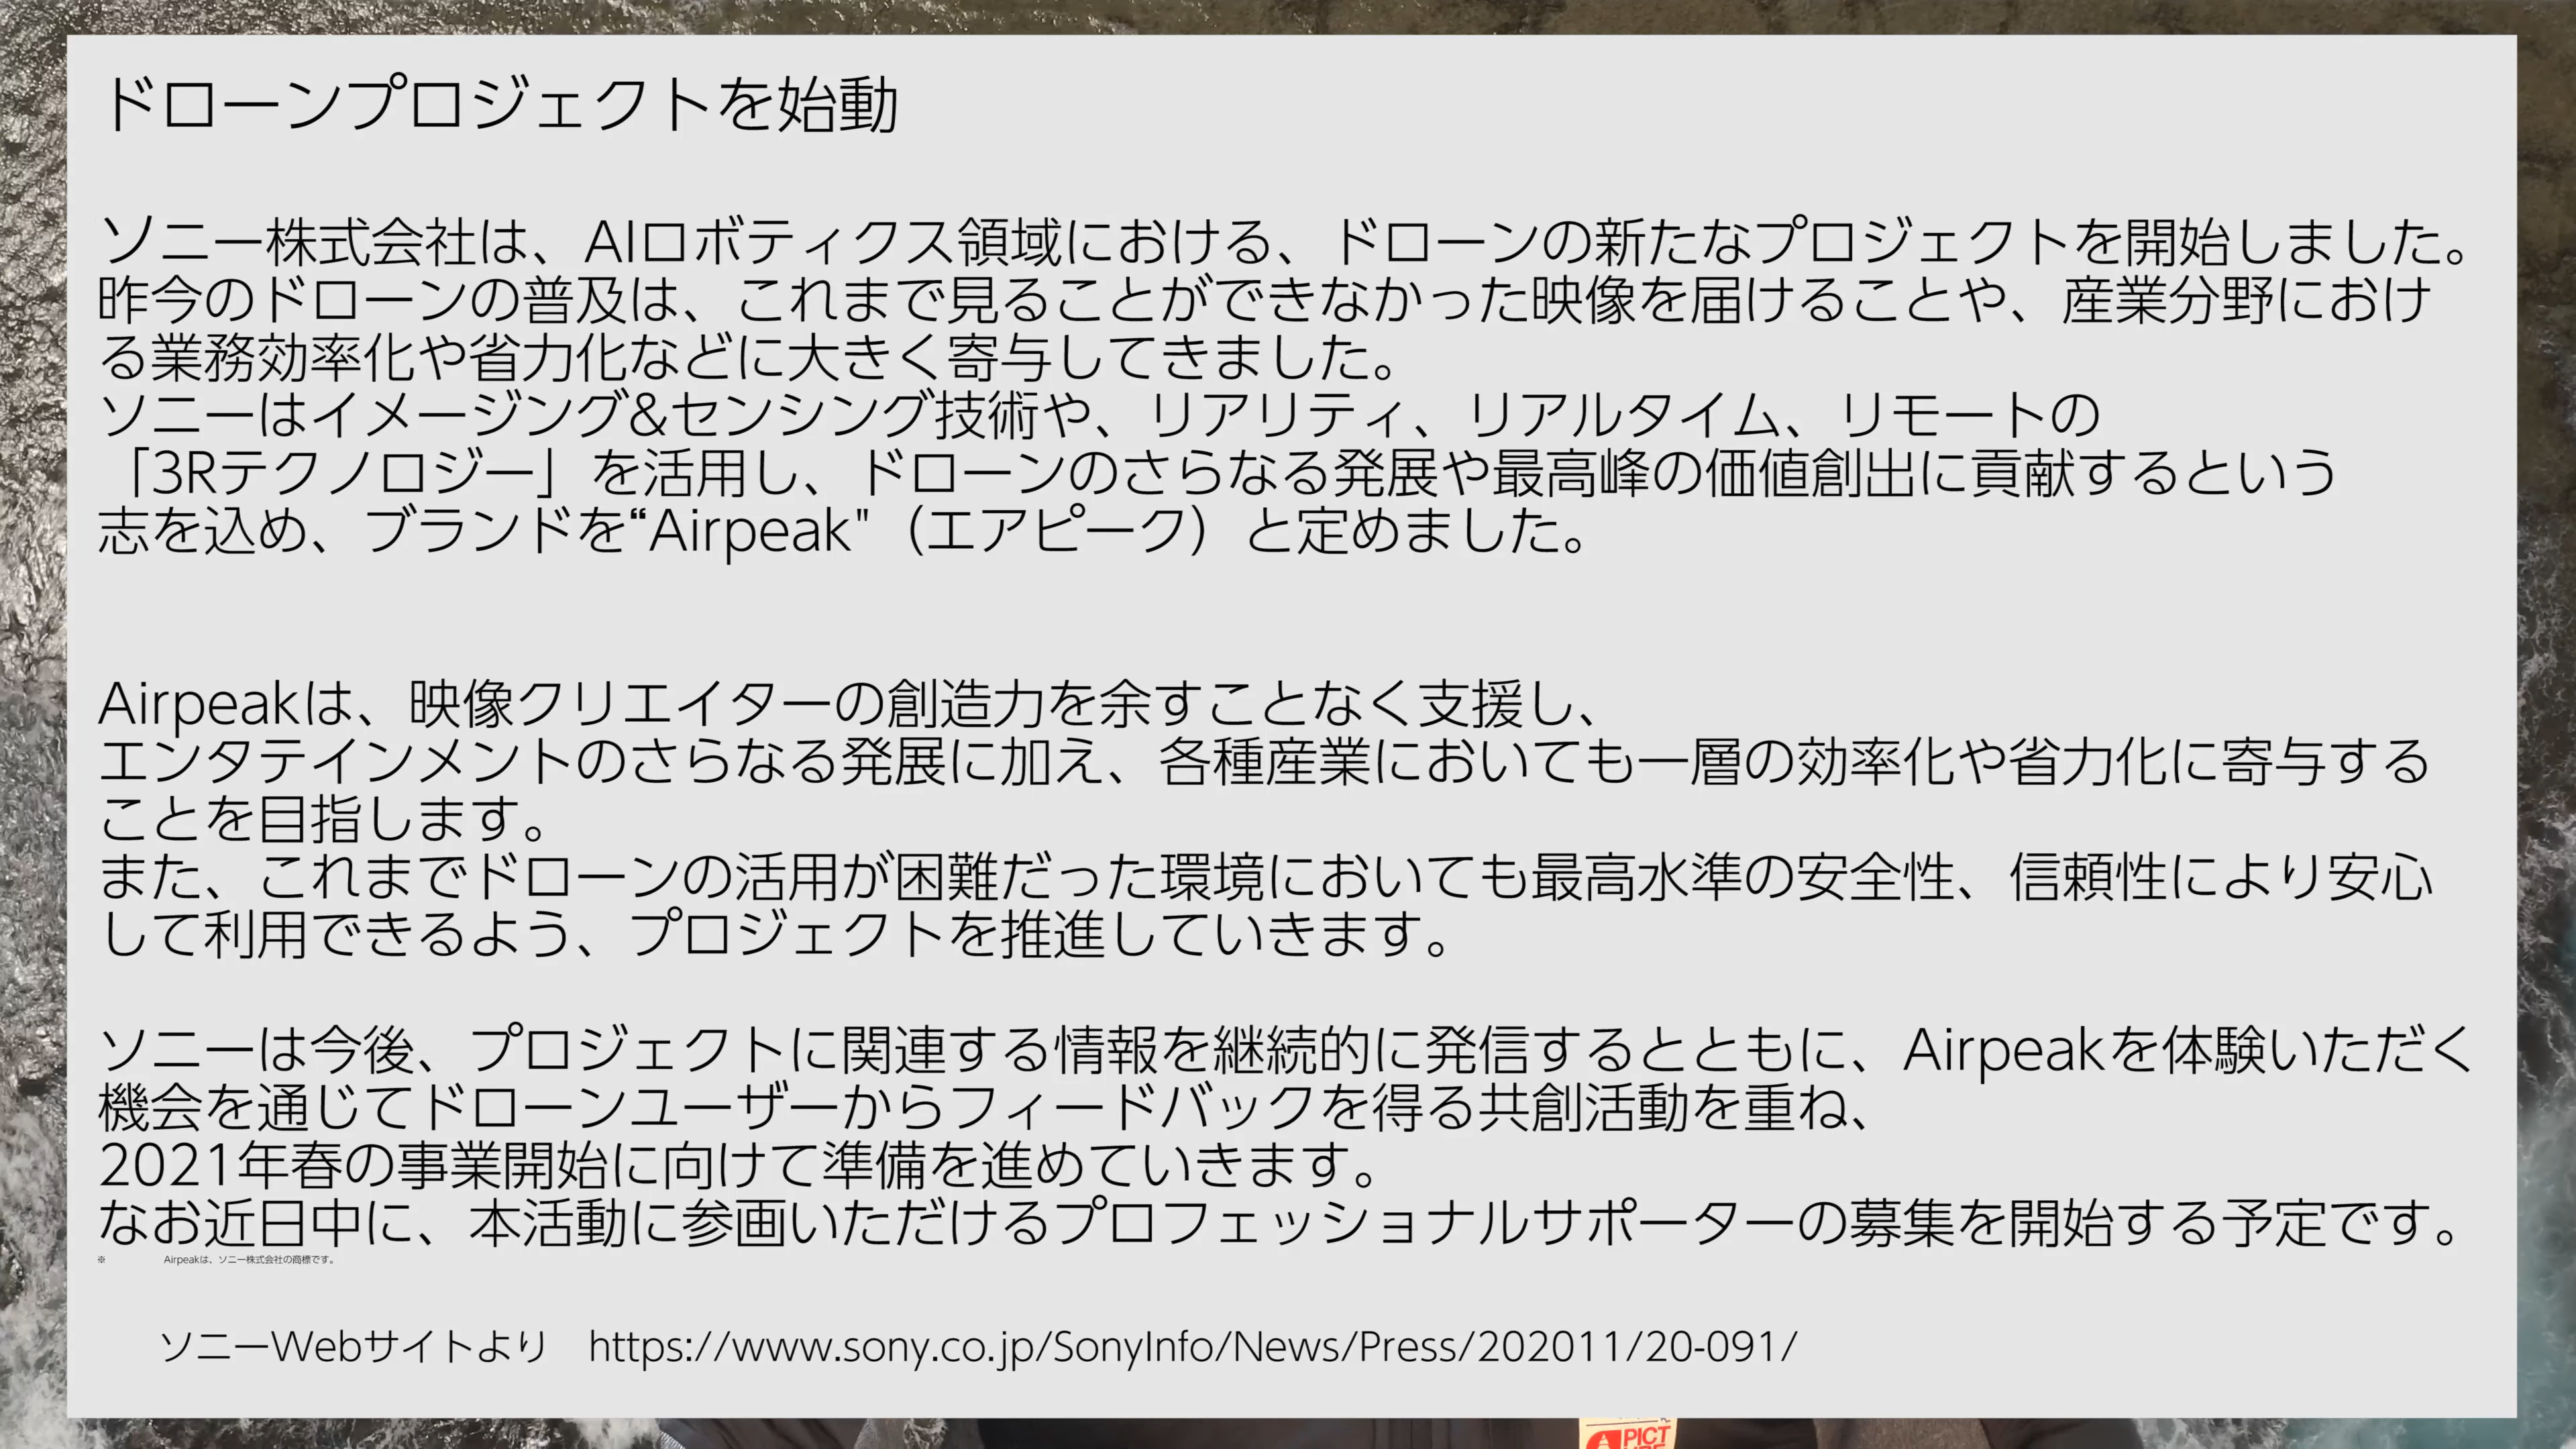 ドローンプロジェクトを始動
ソニー株式会社は、AIロボティクス領域における、ドローンの新たなプロジェクトを開始しました。
昨今のドローンの普及は、これまで見ることができなかった映像を届けることや、産業分野におけ
る業務効率化や省力化などに大きく寄与してきました。
ソニーはイメージング&センシング技術や、リアリティ、リアルタイム、リモートの
「3Rテクノロジー」を活用し、ドローンのさらなる発展や最高峰の価値創出に貢献するという
志を込め、ブランドを“Airpeak"（エアピーク）と定めました。
Airpeakは、映像クリエイターの創造力を余すことなく支援し、
エンタテインメントのさらなる発展に加え、各種産業においても一層の効率化や省力化に寄与する
ことを目指します。
また、これまでドローンの活用が困難だった環境においても最高水準の安全性、信頼性により安心
して利用できるよう、プロジェクトを推進していきます。
ソニーは今後、プロジェクトに関連する情報を継続的に発信するとともに、Airpeakを体験いただく
機会を通じてドローンユーザーからフィードバックを得る共創活動を重ね、
2021年春の事業開始に向けて準備を進めていきます。
なお近日中に、本活動に参画いただけるプロフェッショナルサポーターの募集を開始する予定です。
※ Airpeakは、ソニー株式会社の商標です。
ソニーWebサイトより https://www.sony.co.jp/SonyInfo/News/Press/202011/20-091/
PICT